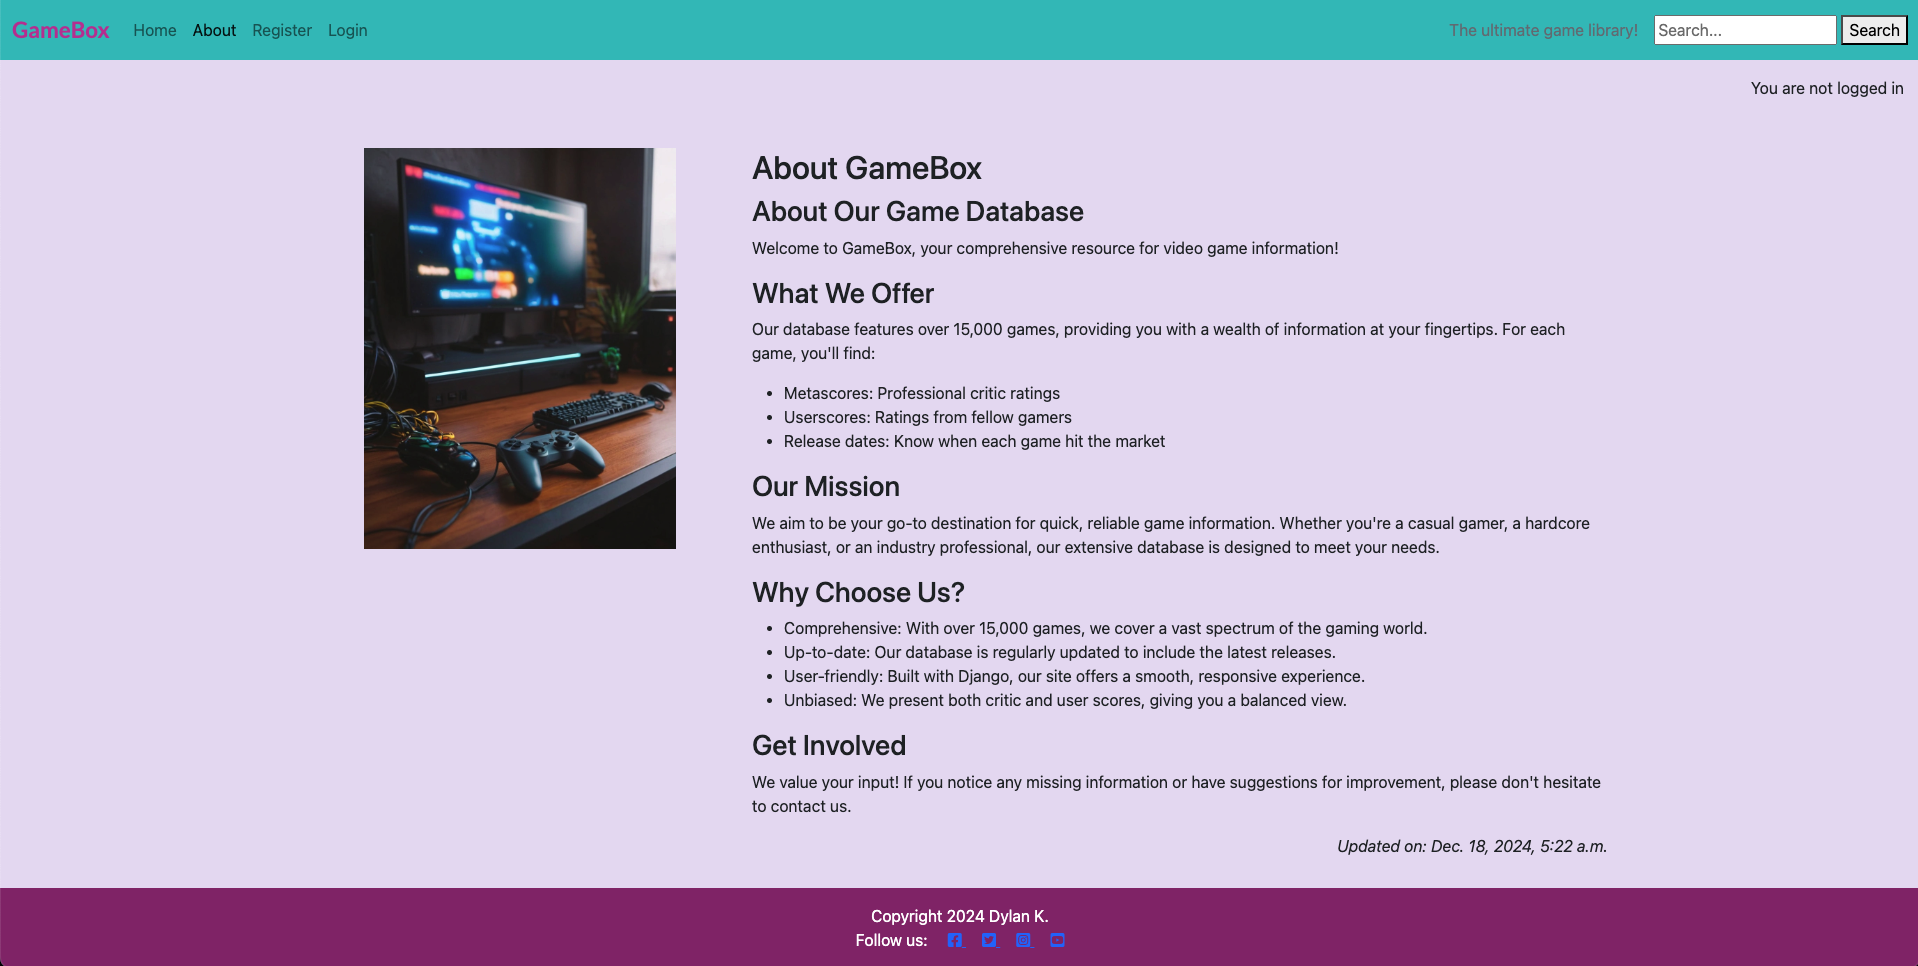 GameBox Home About Register Login The ultimate game library! Search... Search
You are not logged in
About GameBox
About Our Game Database
Welcome to GameBox, your comprehensive resource for video game information!
What We Offer
Our database features over 15,000 games, providing you with a wealth of information at your fingertips. For each
game, you'll find:
• Metascores: Professional critic ratings
• Userscores: Ratings from fellow gamers
• Release dates: Know when each game hit the market
Our Mission
We aim to be your go-to destination for quick, reliable game information. Whether you're a casual gamer, a hardcore
enthusiast, or an industry professional, our extensive database is designed to meet your needs.
Why Choose Us?
• Comprehensive: With over 15,000 games, we cover a vast spectrum of the gaming world.
• Up-to-date: Our database is regularly updated to include the latest releases.
• User-friendly: Built with Django, our site offers a smooth, responsive experience.
• Unbiased: We present both critic and user scores, giving you a balanced view.
Get Involved
We value your input! If you notice any missing information or have suggestions for improvement, please don't hesitate
to contact us.
Updated on: Dec. 18, 2024, 5:22 a.m.
Copyright 2024 Dylan K.
Follow us: